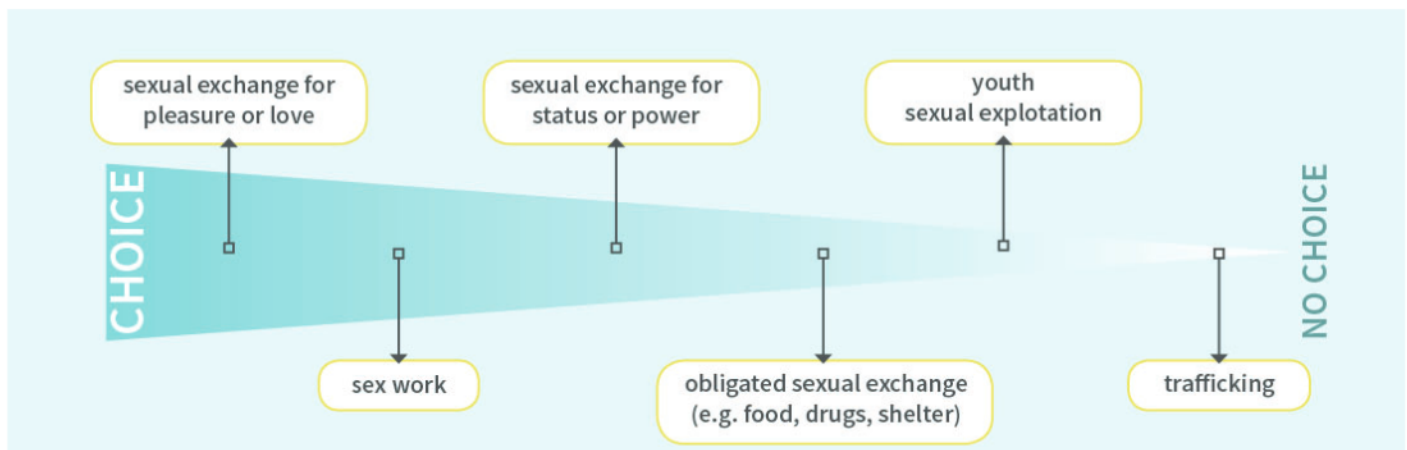 sexual exchange for
pleasure or love
sexual exchange for
status or power
youth
sexual explotation
CHOICE
NO CHOICE
sex work
obligated sexual exchange
(e.g. food, drugs, shelter)
trafficking